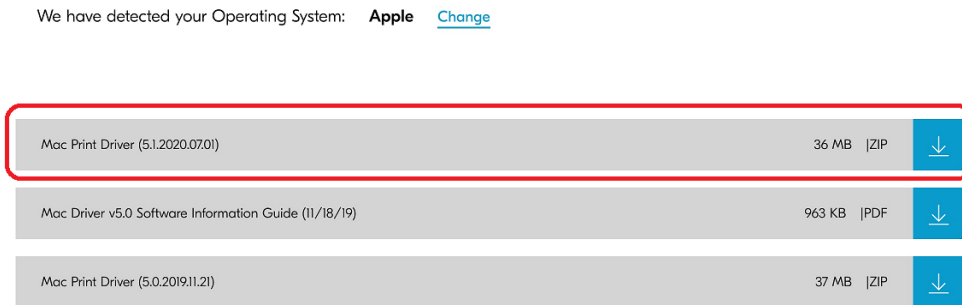 We have detected your Operating System: Apple Change
Mac Print Driver (5.1.2020.07.01) 36 MB |ZIP
Mac Driver v5.0 Software Information Guide (11/18/19) 963 KB |PDF
Mac Print Driver (5.0.2019.11.21) 37 MB |ZIP